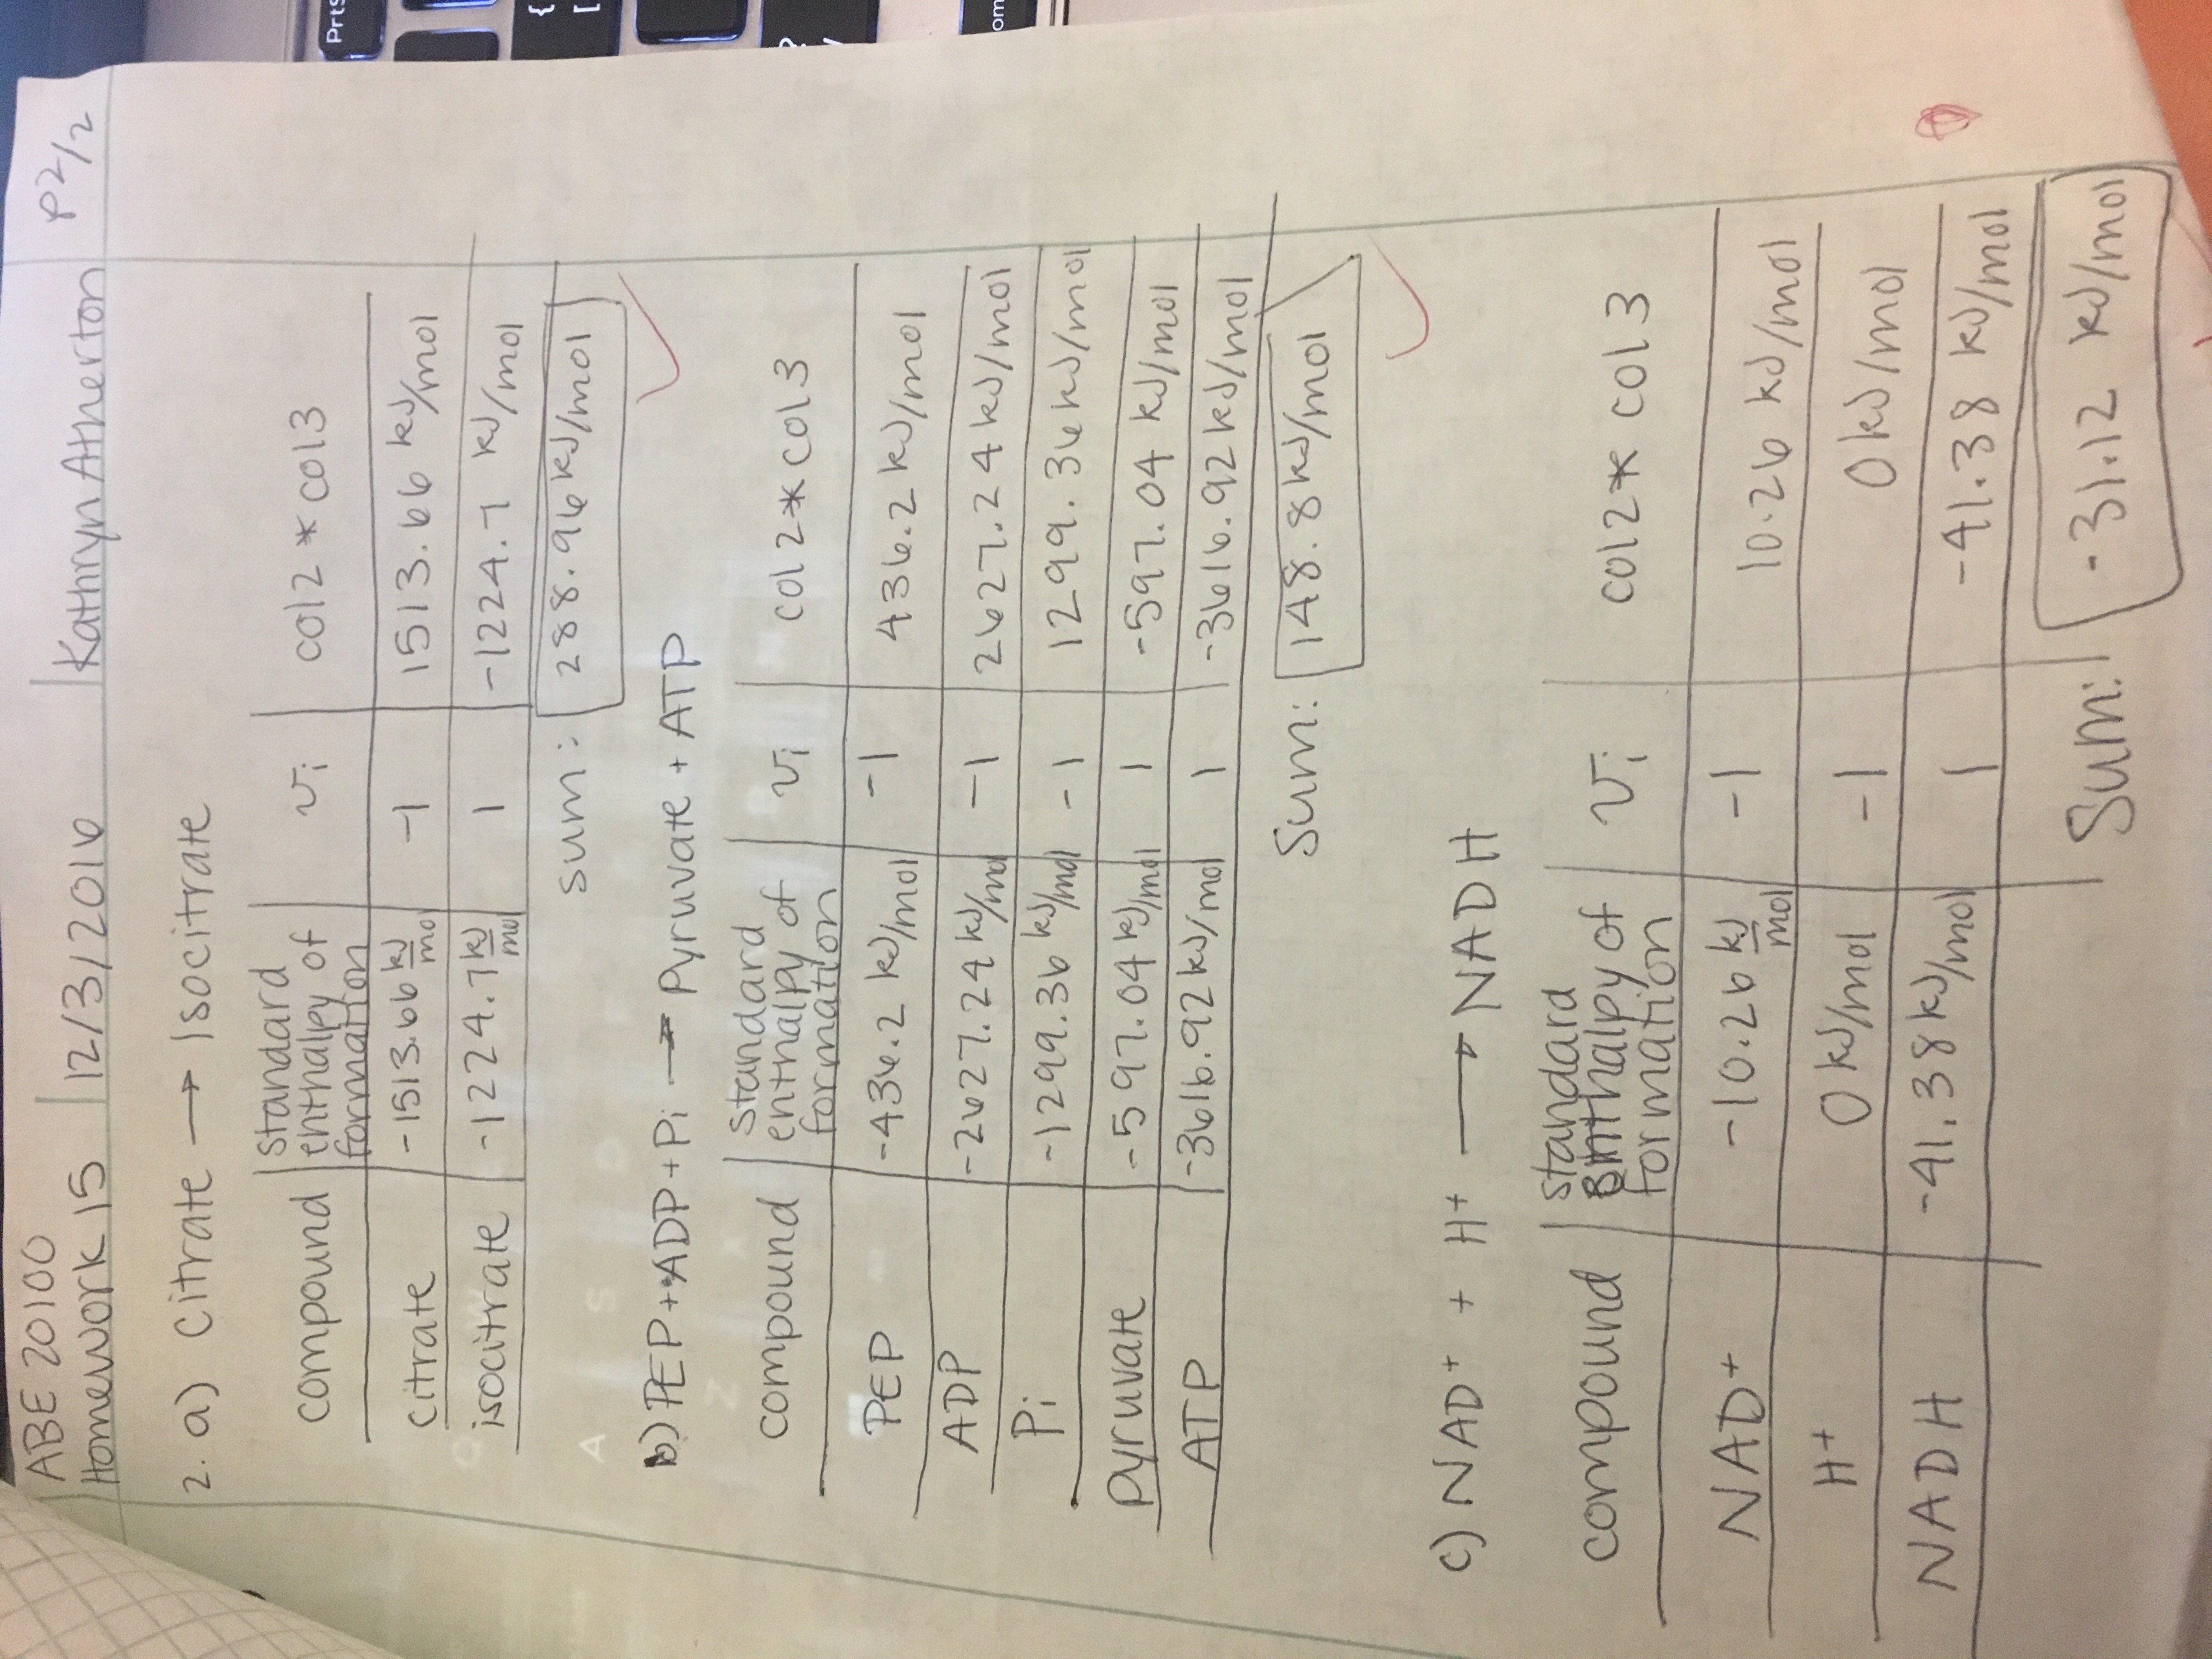 ABE 20100
Homework 15 12/3/2016 Kathryn Atherton P2/2
2. a) Citrate → Isocitrate
compound standard enthalpy of formation νi col2 * col3
citrate -1513.66 kJ/mol -1 1513.66 kJ/mol
isocitrate -1224.7 kJ/mol 1 -1224.7 kJ/mol
sum: 288.96 kJ/mol
b) PEP + ADP + Pi → Pyruvate + ATP
compound standard enthalpy of formation νi col2 * col3
PEP -436.2 kJ/mol -1 436.2 kJ/mol
ADP -2627.24 kJ/mol -1 2627.24 kJ/mol
Pi -1299.36 kJ/mol -1 1299.36 kJ/mol
pyruvate -597.04 kJ/mol 1 -597.04 kJ/mol
ATP -3616.92 kJ/mol 1 -3616.92 kJ/mol
Sum: 148.8 kJ/mol
c) NAD+ + H+ → NADH
compound standard enthalpy of formation νi col2 * col3
NAD+ -10.26 kJ/mol -1 10.26 kJ/mol
H+ 0 kJ/mol -1 0 kJ/mol
NADH -41.38 kJ/mol 1 -41.38 kJ/mol
Sum: -31.12 kJ/mol
PrtS
{
[
?
/
om
A S
Z X